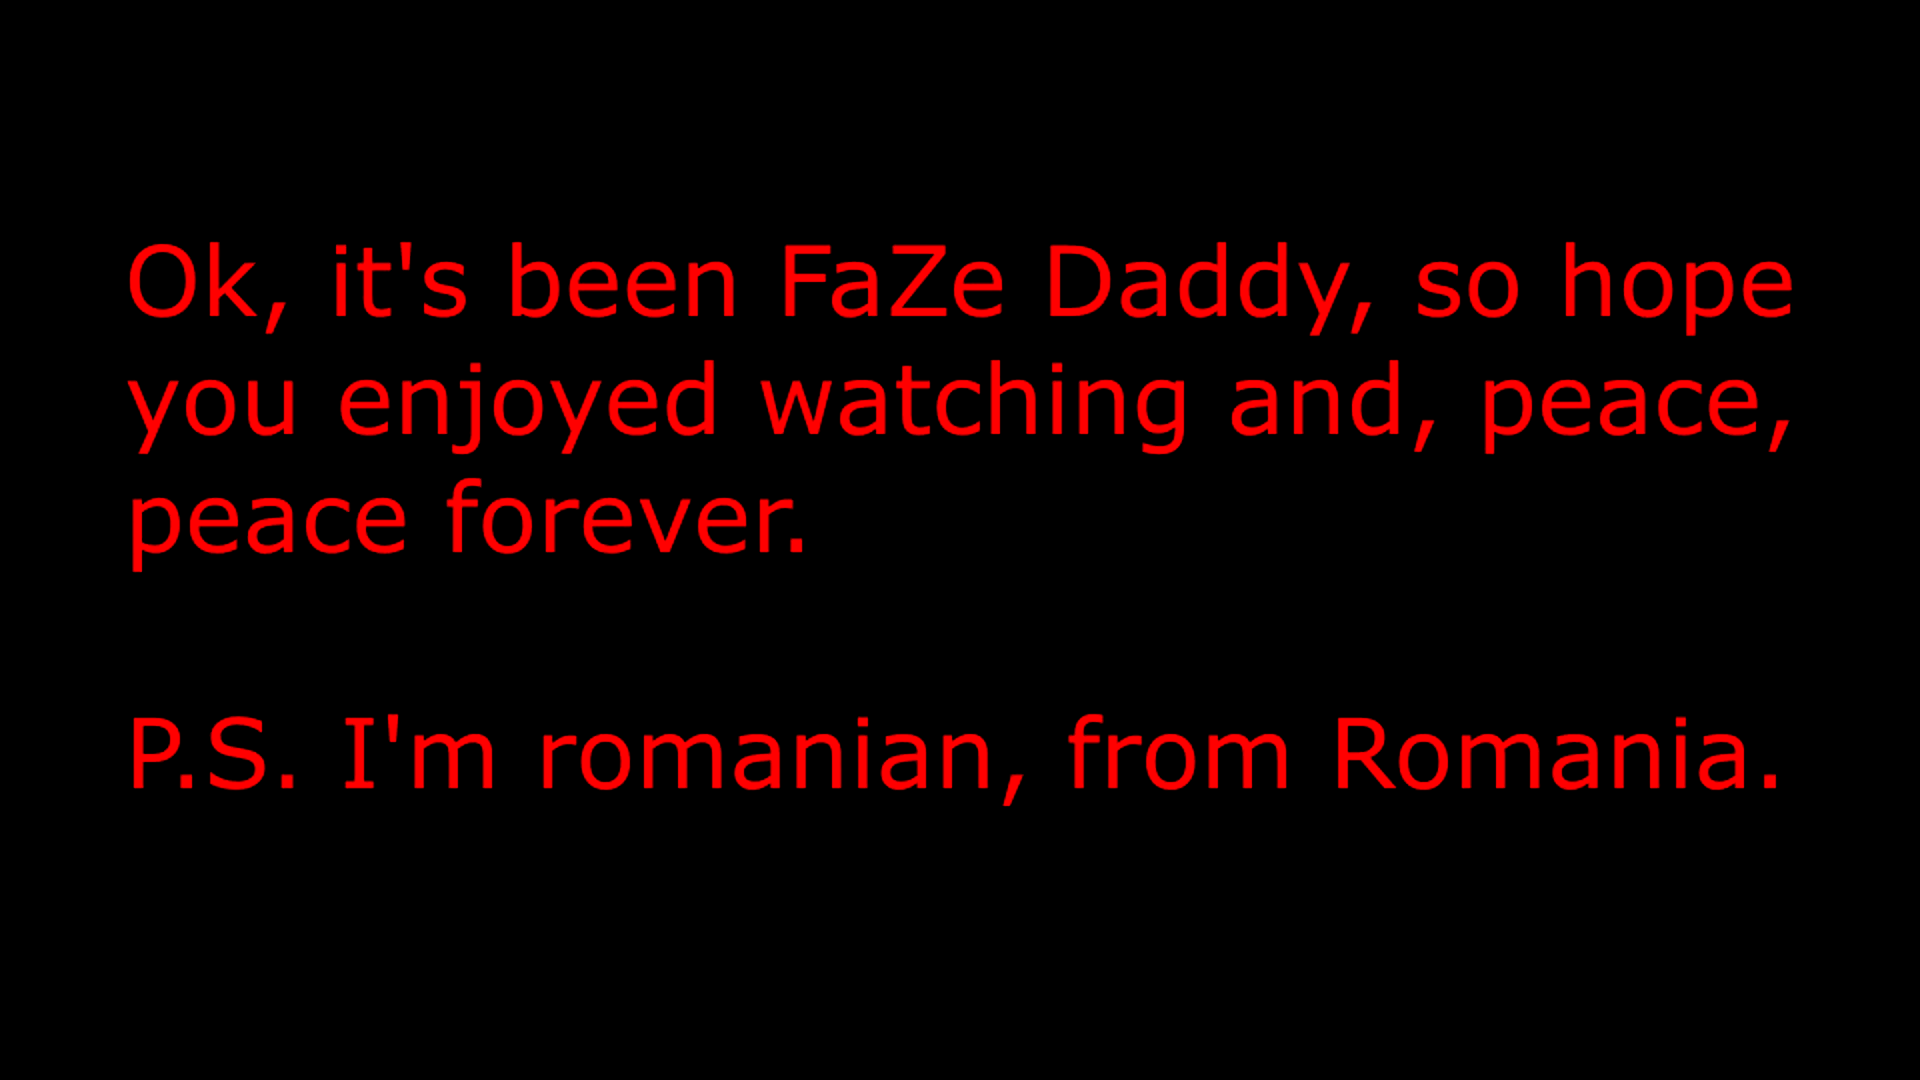 Ok, it's been FaZe Daddy, so hope
you enjoyed watching and, peace,
peace forever.
P.S. I'm romanian, from Romania.